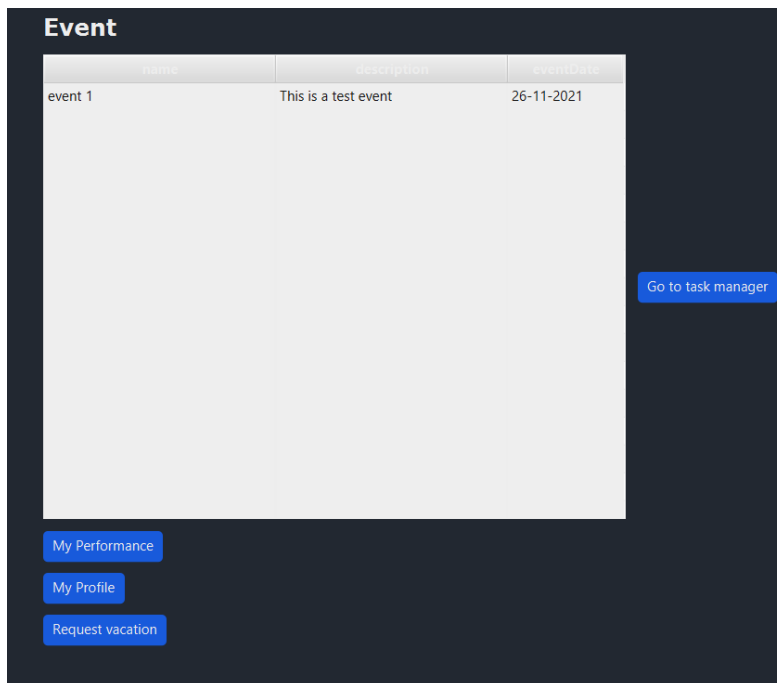 Event
name description eventDate
event 1 This is a test event 26-11-2021
Go to task manager
My Performance
My Profile
Request vacation